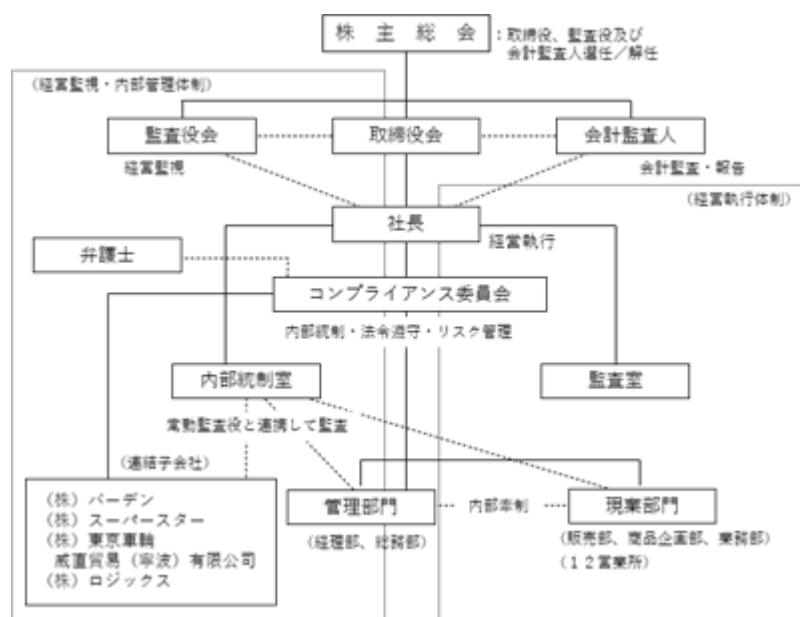 株主総会
：取締役、監査役及び
会計監査人選任／解任
（経営監視・内部管理体制）
監査役会
取締役会
会計監査人
経営監視
会計監査・報告
（経営執行体制）
社長
経営執行
弁護士
コンプライアンス委員会
内部統制・法令遵守・リスク管理
内部統制室
監査室
常勤監査役と連携して監査
（連結子会社）
（株）バーデン
（株）スーパースター
（株）東京車輪
威直貿易（寧波）有限公司
（株）ロジックス
管理部門
内部牽制
現業部門
（経理部、総務部）
（販売部、商品企画部、業務部）
（１２営業所）